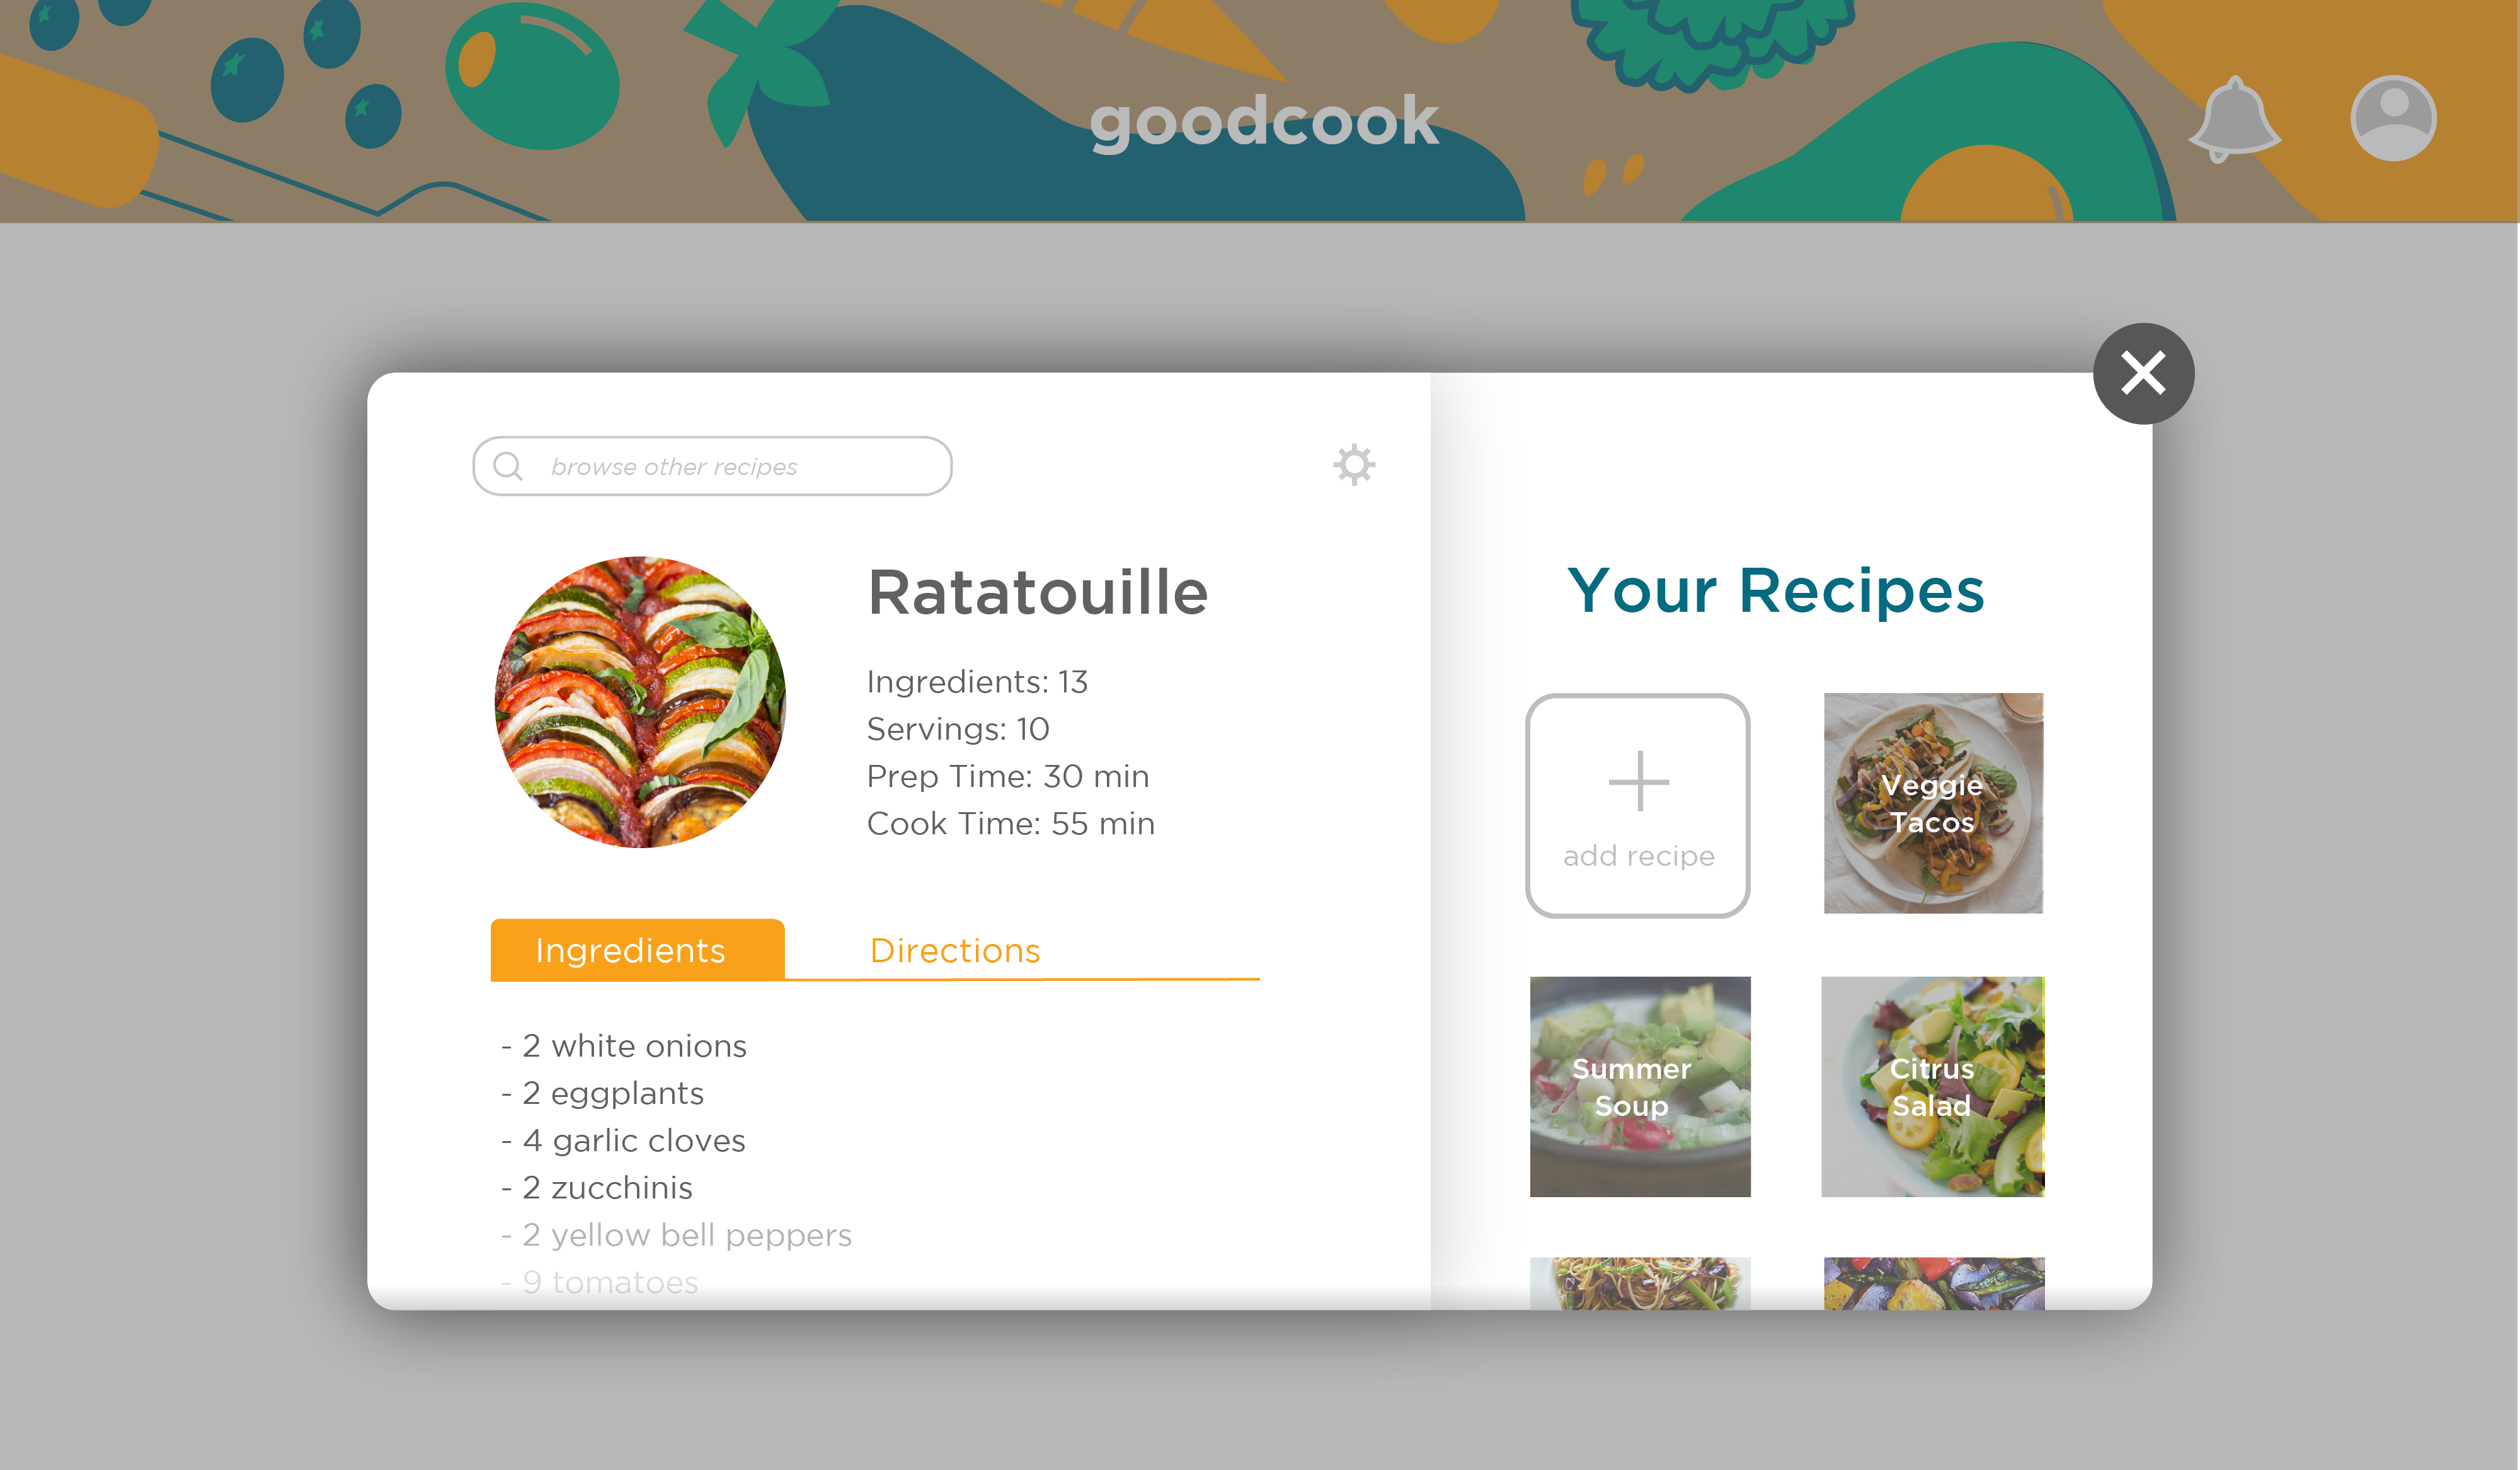 goodcook
browse other recipes
Ratatouille
Ingredients: 13
Servings: 10
Prep Time: 30 min
Cook Time: 55 min
Ingredients
Directions
- 2 white onions
- 2 eggplants
- 4 garlic cloves
- 2 zucchinis
- 2 yellow bell peppers
- 9 tomatoes
Your Recipes
add recipe
Veggie
Tacos
Summer
Soup
Citrus
Salad